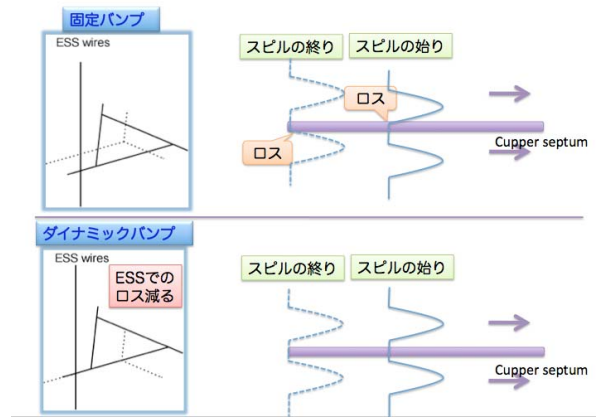 固定バンプ
ESS wires
スピルの終り
スピルの始り
ロス
ロス
Cupper septum
ダイナミックバンプ
ESS wires
ESSでの
ロス減る
スピルの終り
スピルの始り
Cupper septum